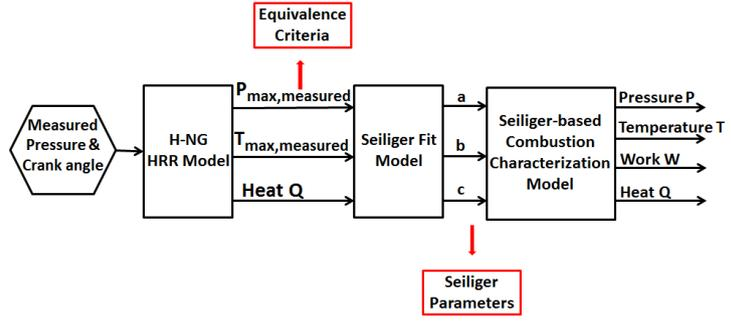 Equivalence
Criteria
Measured
Pressure &
Crank angle
H-NG
HRR Model
Pmax,measured
Tmax,measured
Heat Q
Seiliger Fit
Model
a
b
c
Seiliger-based
Combustion
Characterization
Model
Pressure P
Temperature T
Work W
Heat Q
Seiliger
Parameters